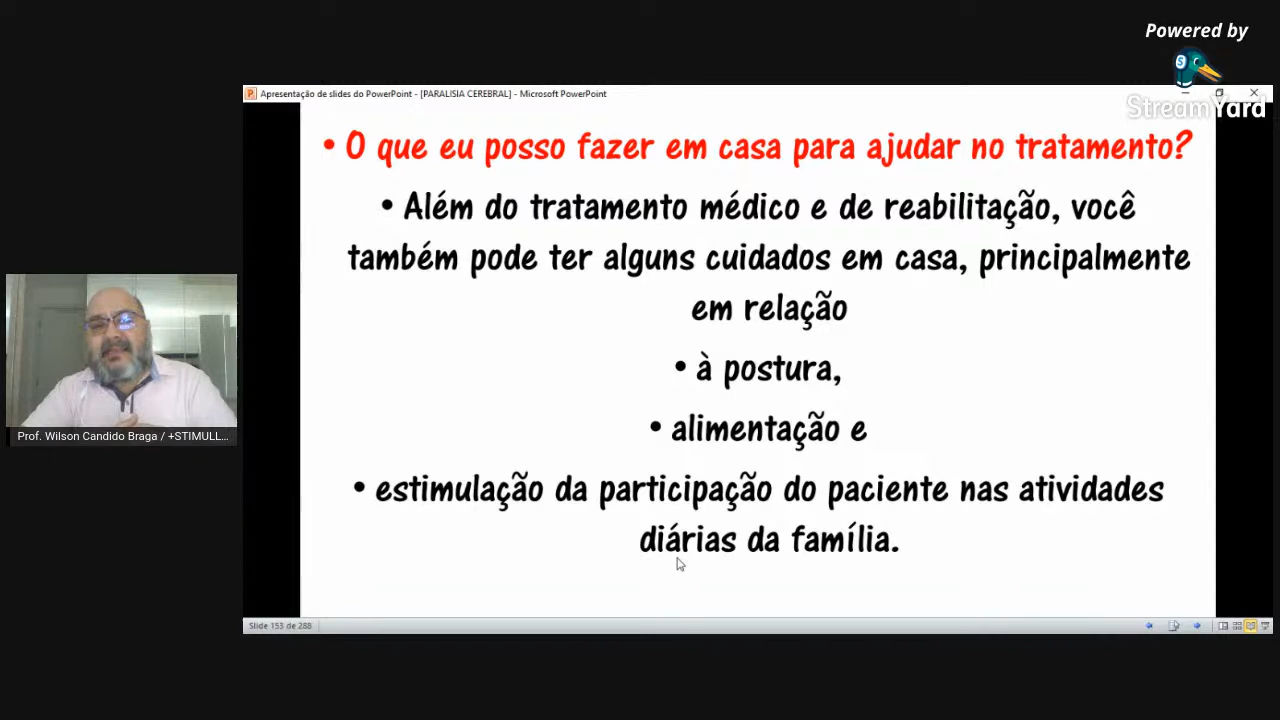 Powered by
StreamYard
Apresentação de slides do PowerPoint - [PARALISIA CEREBRAL] - Microsoft PowerPoint
• O que eu posso fazer em casa para ajudar no tratamento?
• Além do tratamento médico e de reabilitação, você
também pode ter alguns cuidados em casa, principalmente
em relação
• à postura,
• alimentação e
• estimulação da participação do paciente nas atividades
diárias da família.
Prof. Wilson Candido Braga / +STIMULL...
Slide 153 de 288